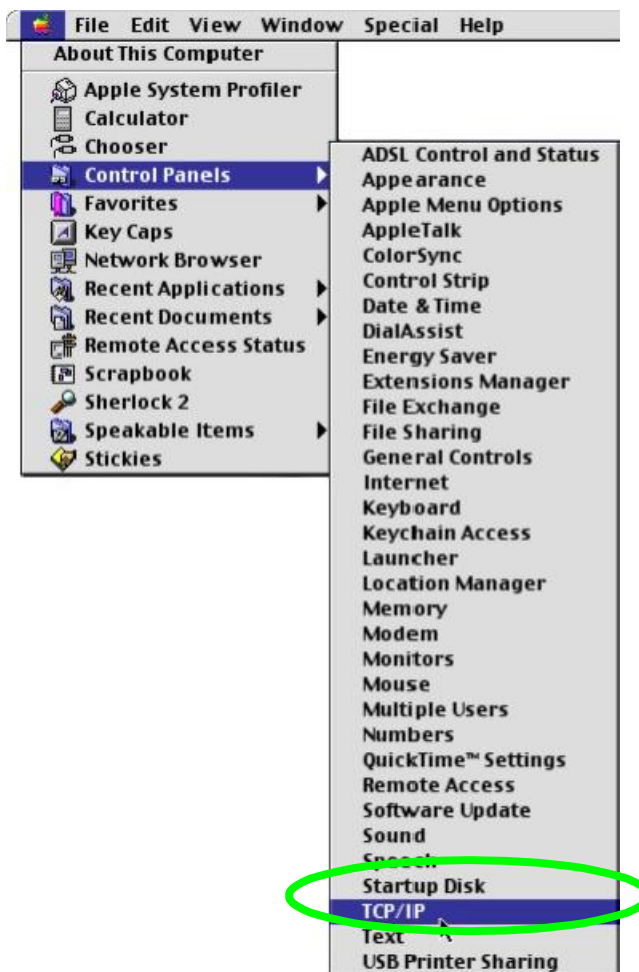 File Edit View Window Special Help
About This Computer
Apple System Profiler
Calculator
Chooser
Control Panels
Favorites
Key Caps
Network Browser
Recent Applications
Recent Documents
Remote Access Status
Scrapbook
Sherlock 2
Speakable Items
Stickies
ADSL Control and Status
Appearance
Apple Menu Options
AppleTalk
ColorSync
Control Strip
Date & Time
DialAssist
Energy Saver
Extensions Manager
File Exchange
File Sharing
General Controls
Internet
Keyboard
Keychain Access
Launcher
Location Manager
Memory
Modem
Monitors
Mouse
Multiple Users
Numbers
QuickTime™ Settings
Remote Access
Software Update
Sound
Speech
Startup Disk
TCP/IP
Text
USB Printer Sharing